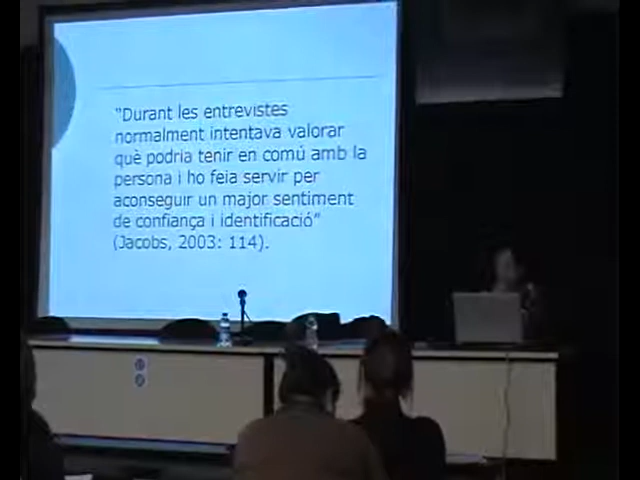 “Durant les entrevistes
normalment intentava valorar
què podria tenir en comú amb la
persona i ho feia servir per
aconseguir un major sentiment
de confiança i identificació”
(Jacobs, 2003: 114).